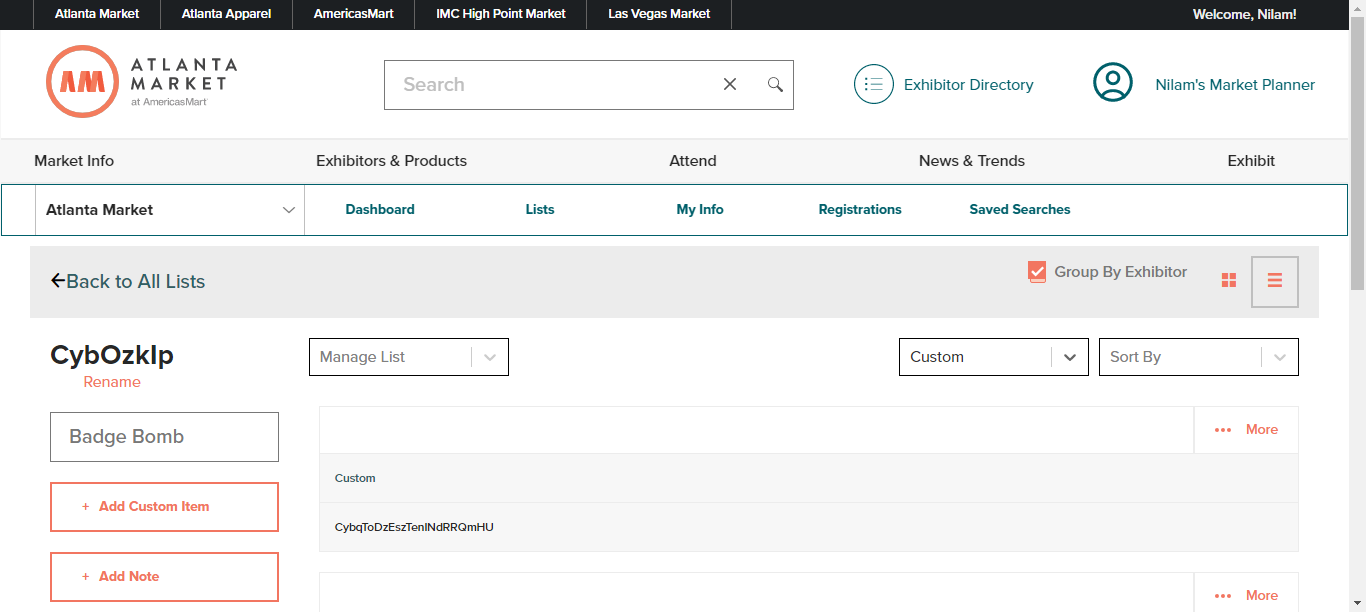 Atlanta Market Atlanta Apparel AmericasMart IMC High Point Market Las Vegas Market Welcome, Nilam!
ATLANTA
MARKET
at AmericasMart
AM
Search
Exhibitor Directory
Nilam's Market Planner
Market Info Exhibitors & Products Attend News & Trends Exhibit
Atlanta Market Dashboard Lists My Info Registrations Saved Searches
Back to All Lists
Group By Exhibitor
CybOzkIp
Rename
Manage List
Custom
Sort By
Badge Bomb
+ Add Custom Item
+ Add Note
More
Custom
CybqToDzEszTenINdRRQmHU
More